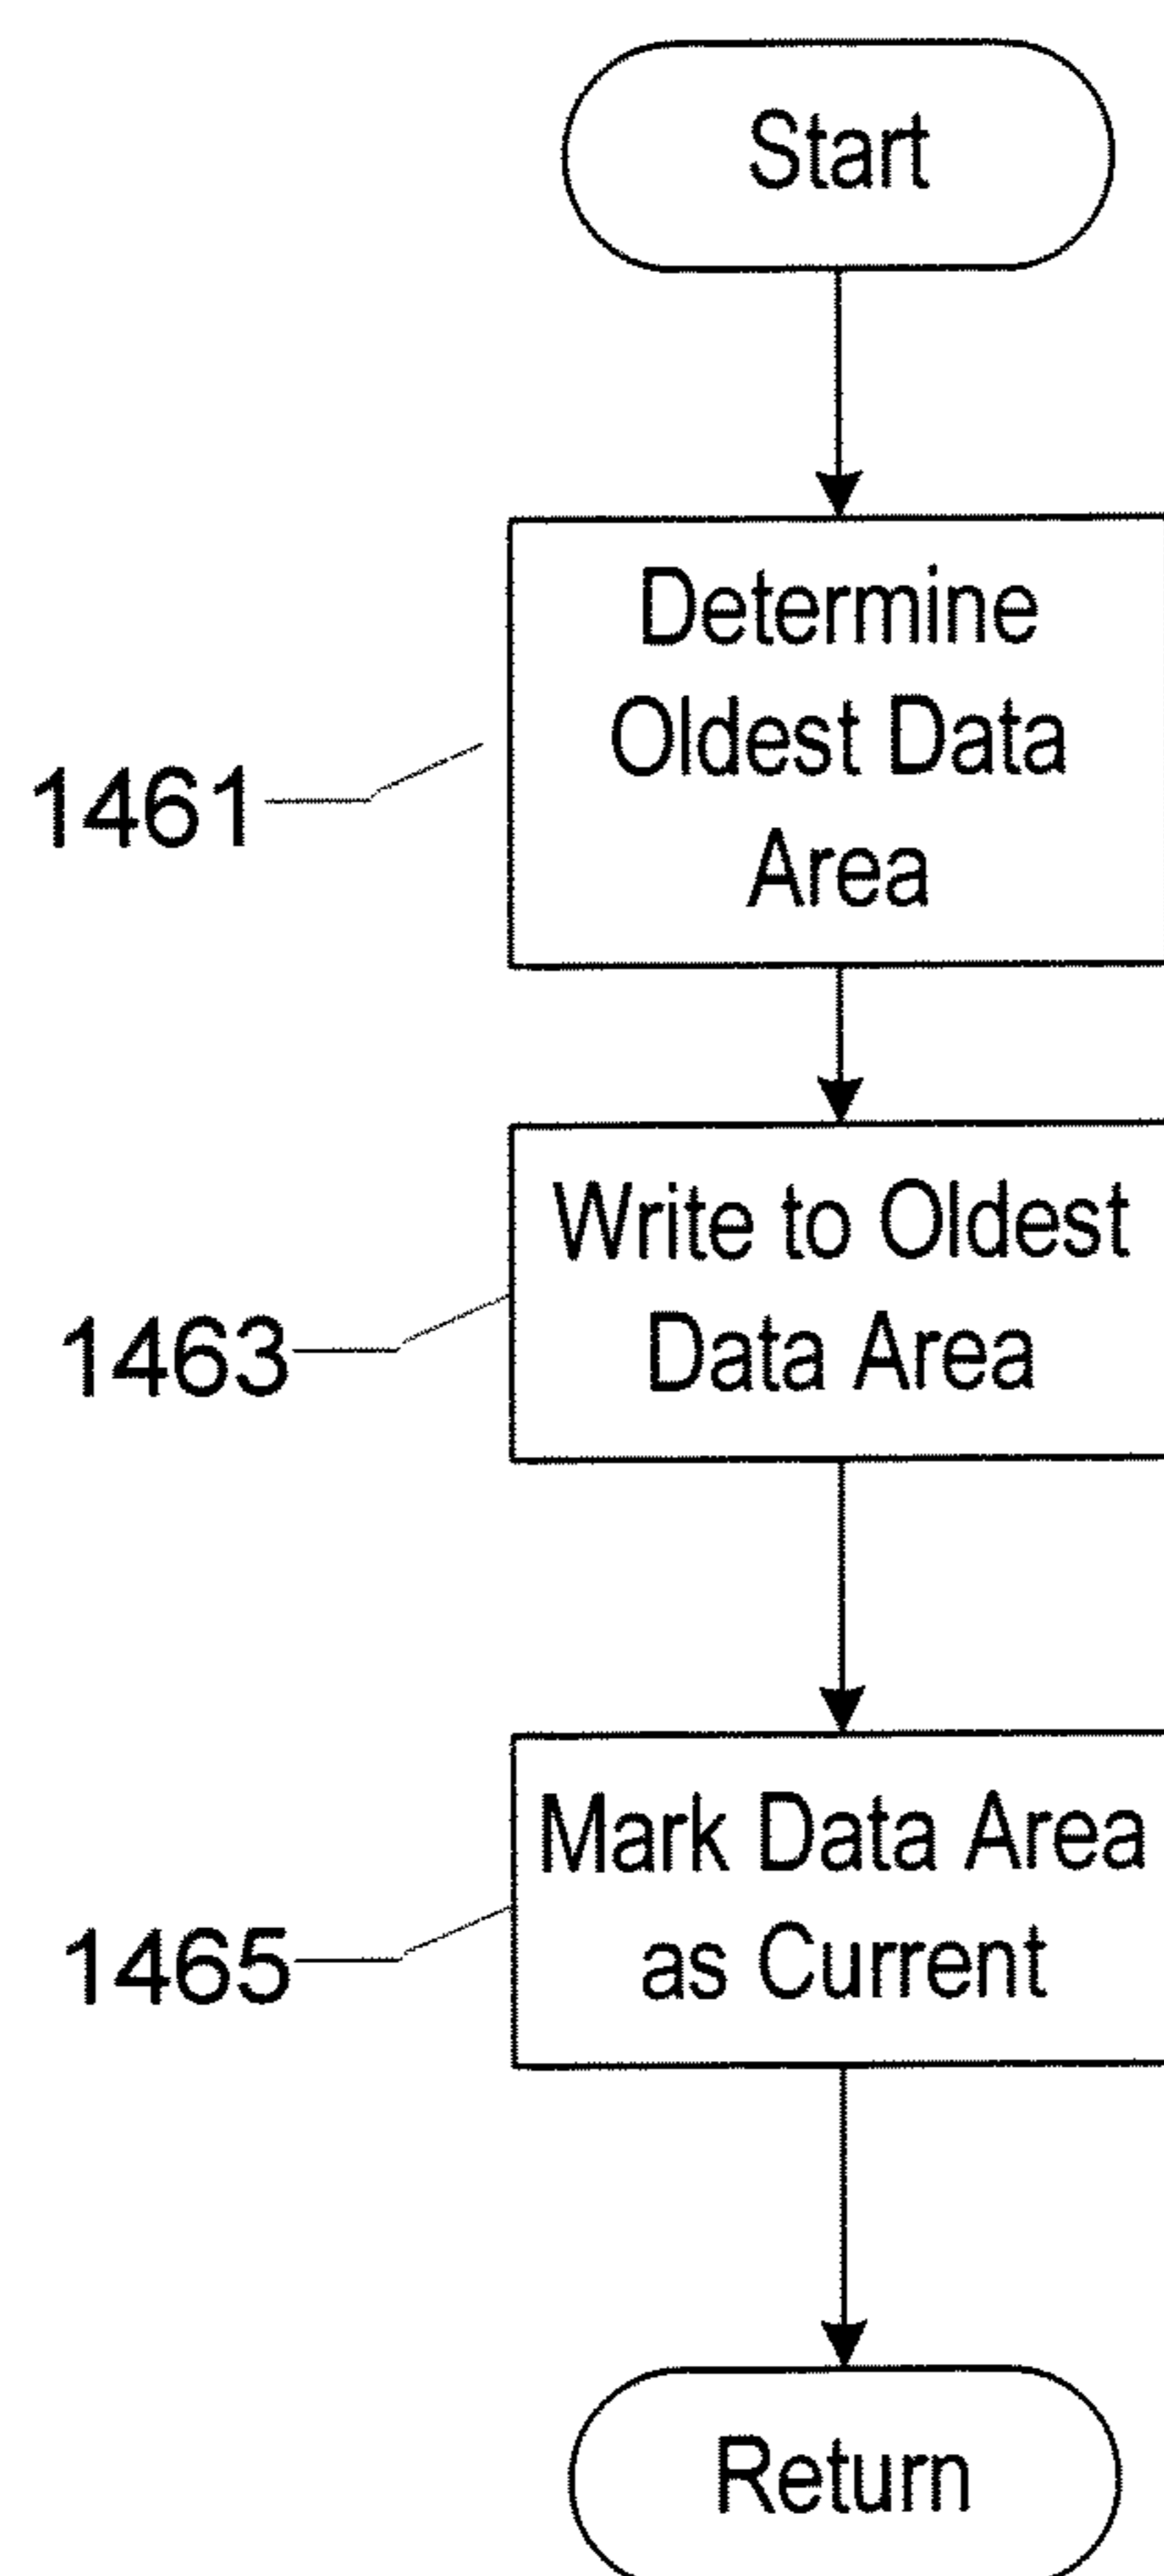 Start
Determine
Oldest Data
Area
1461
Write to Oldest
Data Area
1463
Mark Data Area
as Current
1465
Return